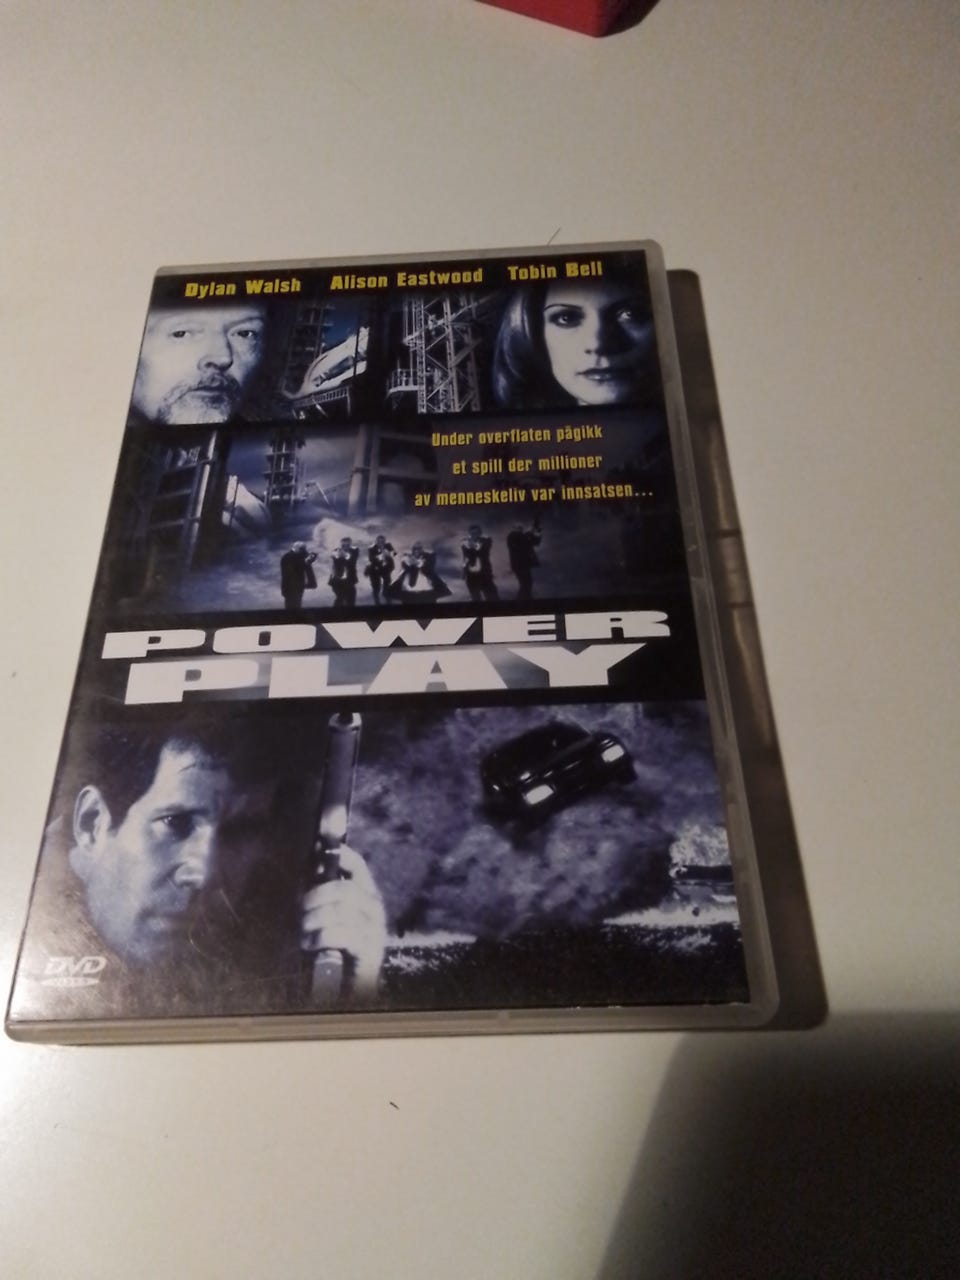 Dylan Walsh Alison Eastwood Tobin Bell
Under overflaten pågikk
et spill der millioner
av menneskeliv var innsatsen...
POWER
PLAY
DVD
VIDEO